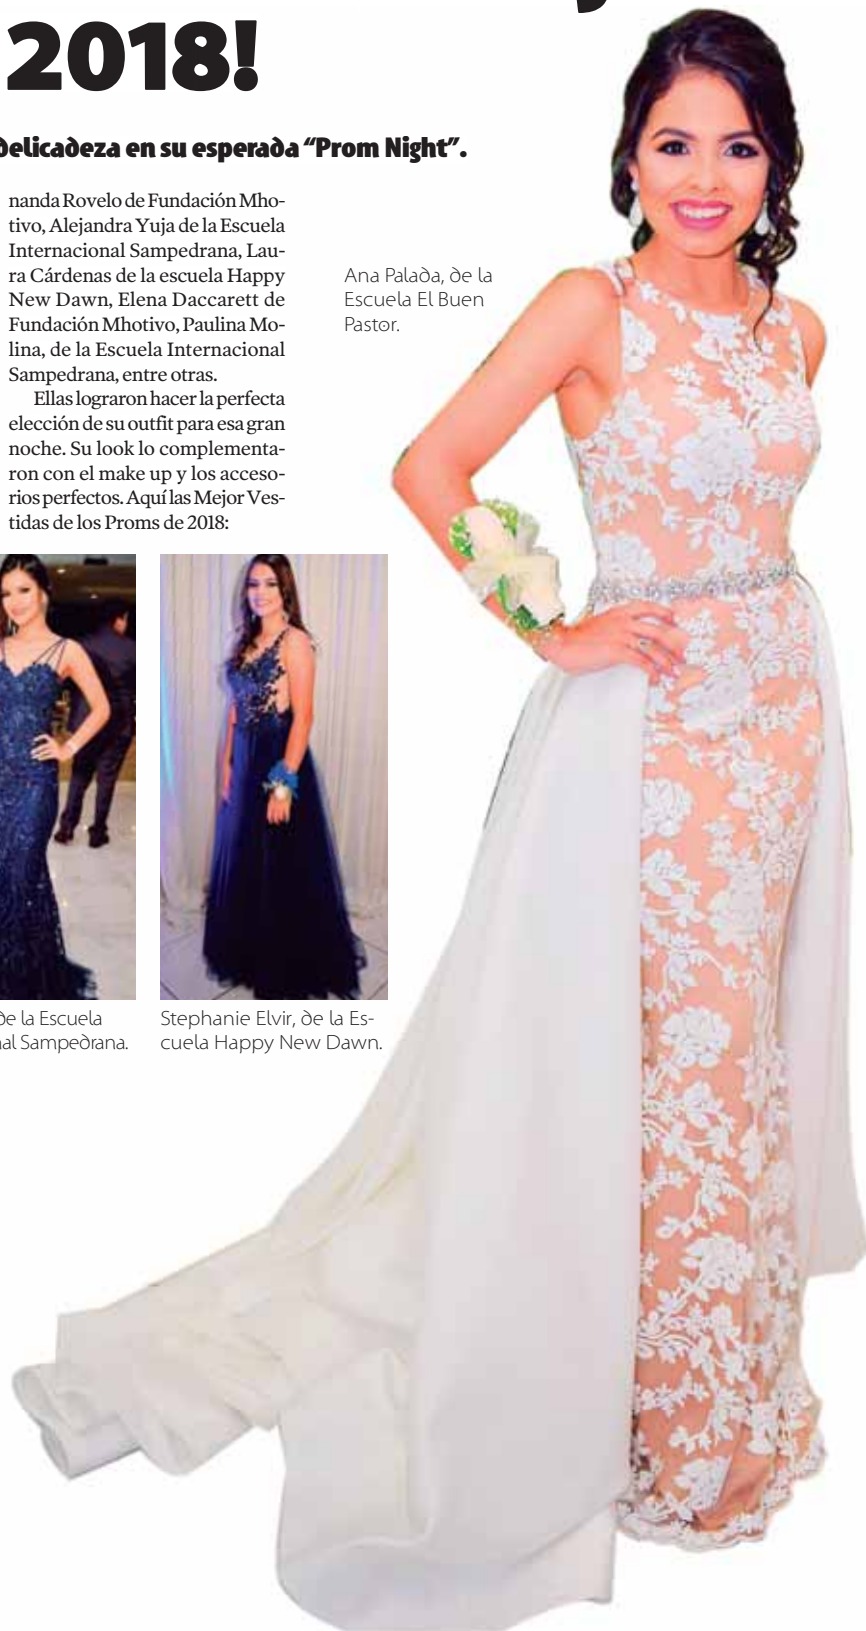 2018!
delicadeza en su esperada “Prom Night”.
nanda Rovelo de Fundación Mho-
tivo, Alejandra Yuja de la Escuela
Internacional Sampedrana, Lau-
ra Cárdenas de la escuela Happy
New Dawn, Elena Daccarett de
Fundación Mhotivo, Paulina Mo-
lina, de la Escuela Internacional
Sampedrana, entre otras.
Ellas lograron hacer la perfecta
elección de su outfit para esa gran
noche. Su look lo complementa-
ron con el make up y los acceso-
rios perfectos. Aquí las Mejor Ves-
tidas de los Proms de 2018:
Ana Palada, de la
Escuela El Buen
Pastor.
de la Escuela
nal Sampedrana.
Stephanie Elvir, de la Es-
cuela Happy New Dawn.